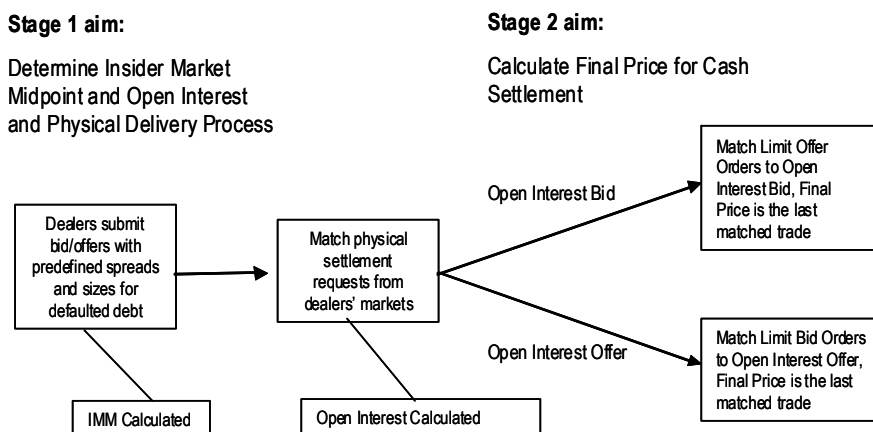 Stage 1 aim:
Determine Insider Market
Midpoint and Open Interest
and Physical Delivery Process
Stage 2 aim:
Calculate Final Price for Cash
Settlement
Dealers submit
bid/offers with
predefined spreads
and sizes for
defaulted debt
Match physical
settlement
requests from
dealers' markets
Open Interest Bid
Match Limit Offer
Orders to Open
Interest Bid, Final
Price is the last
matched trade
Open Interest Offer
Match Limit Bid Orders
to Open Interest Offer,
Final Price is the last
matched trade
IMM Calculated
Open Interest Calculated